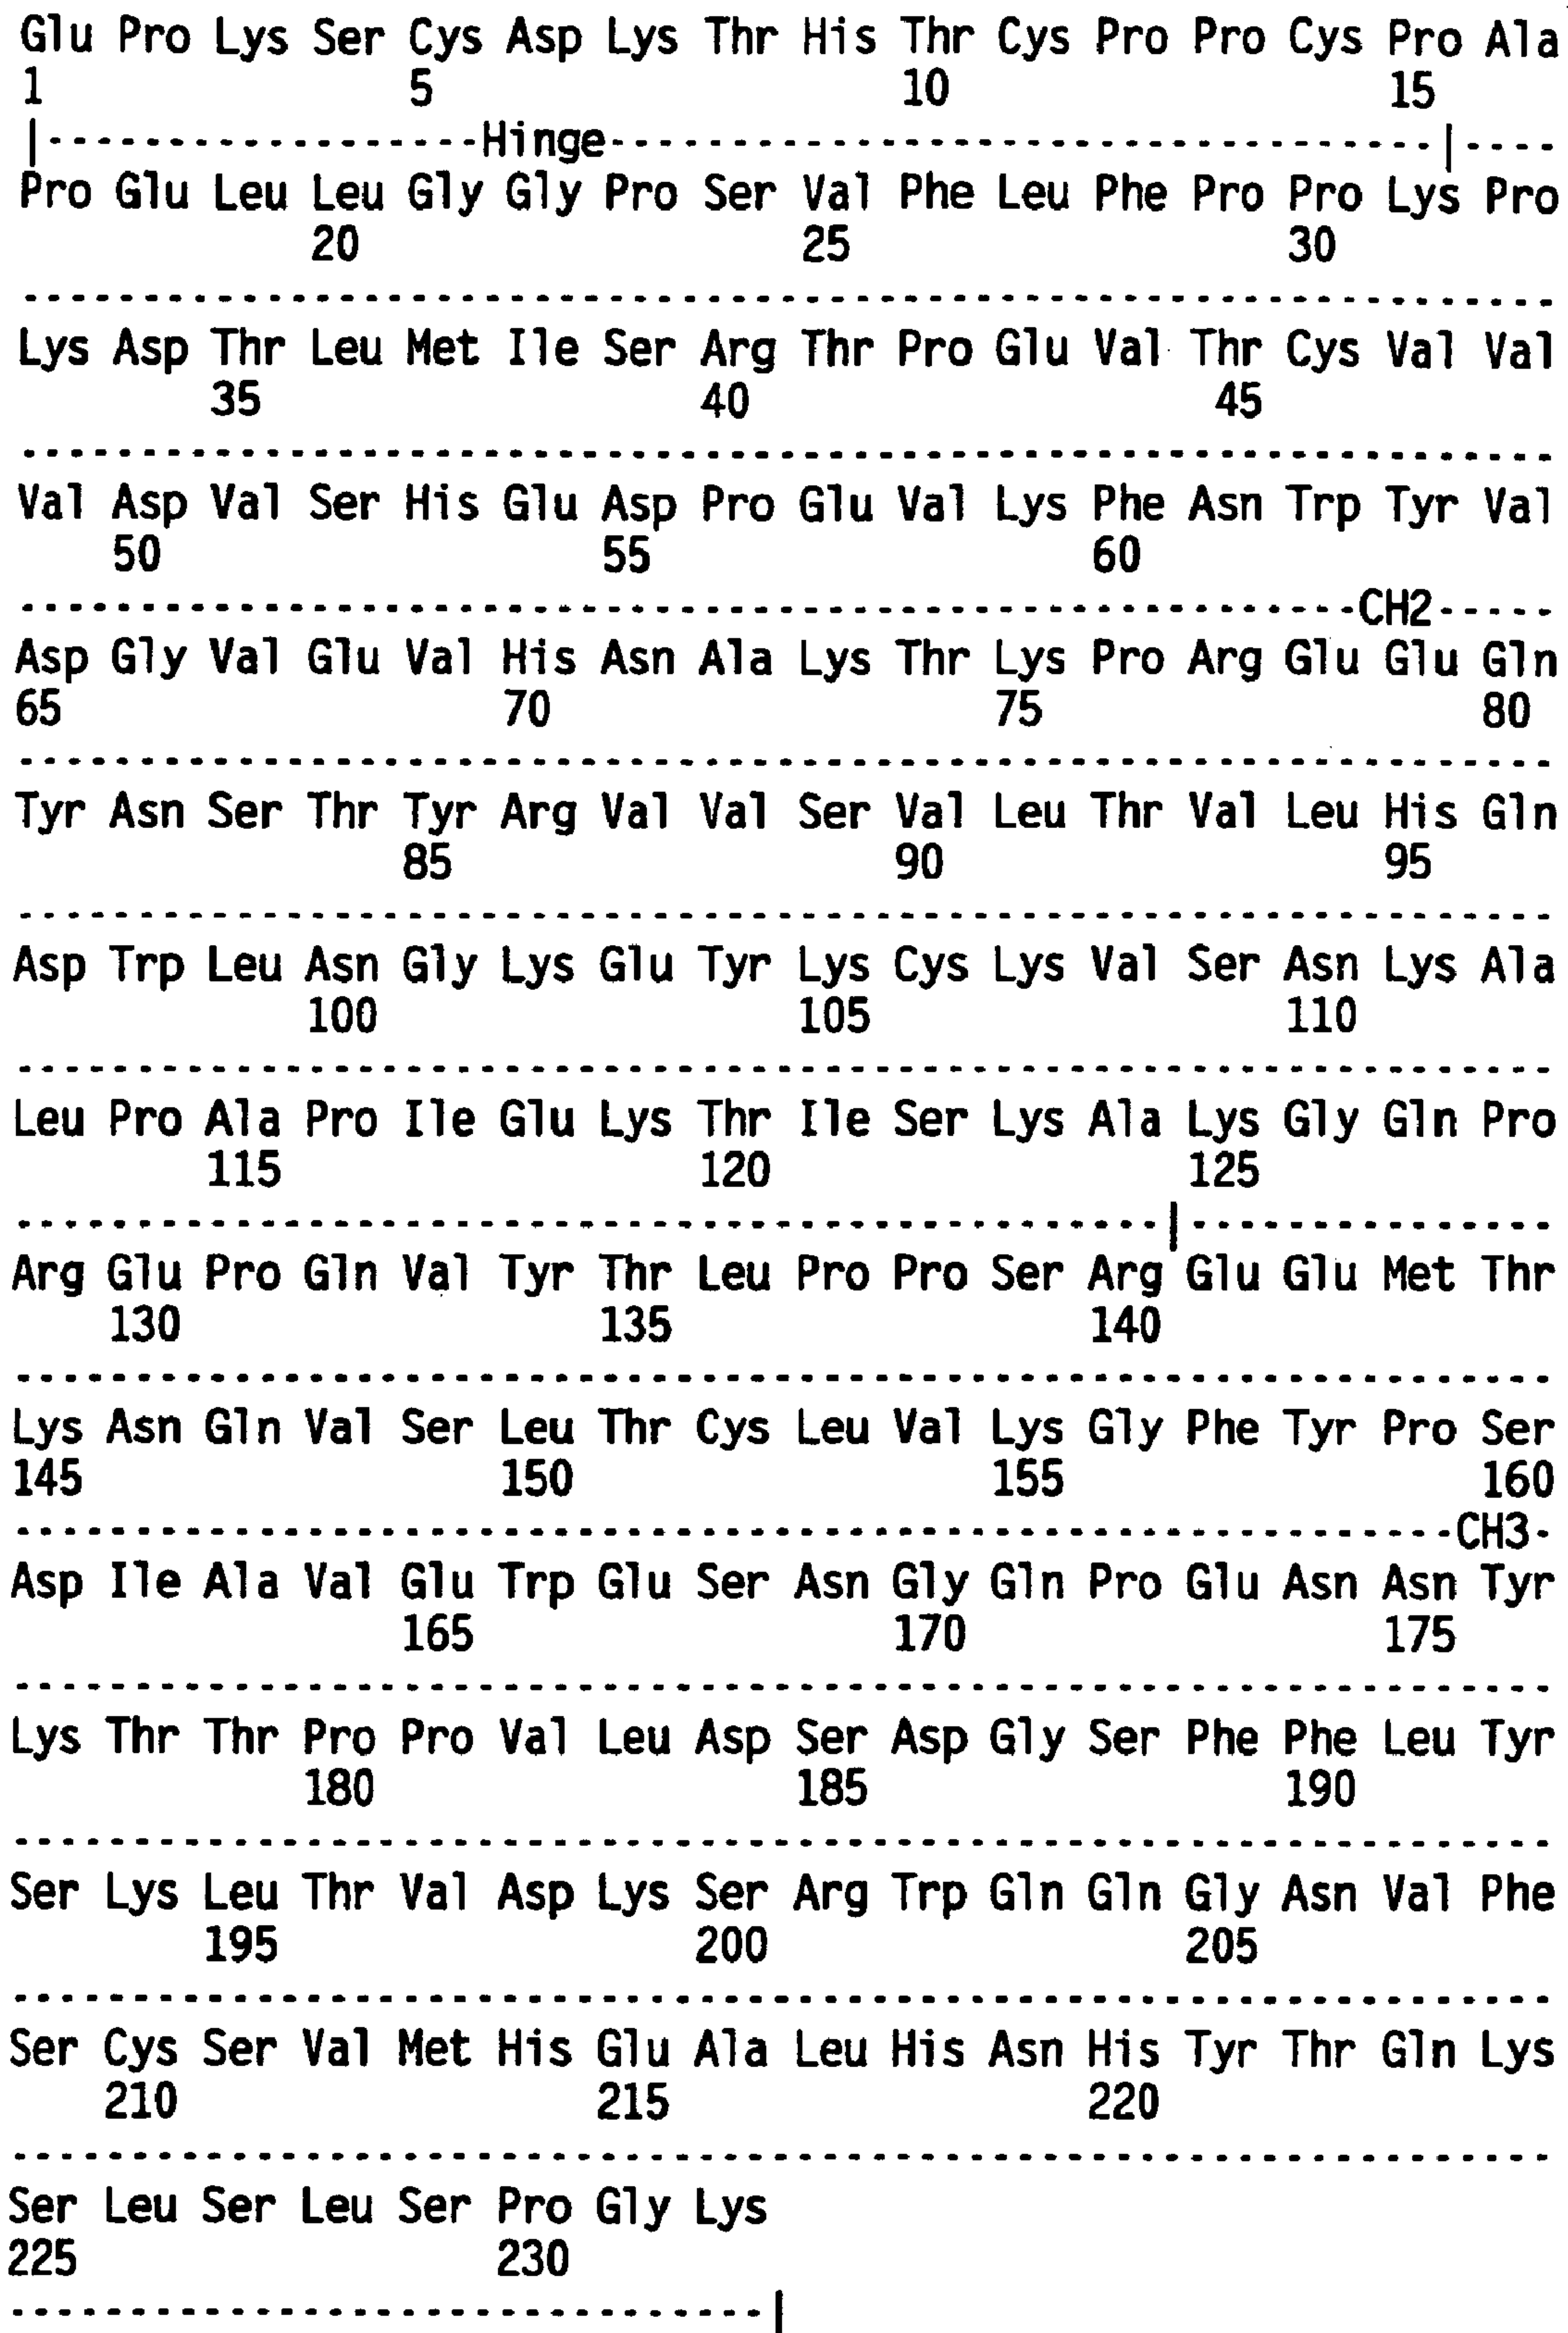 Glu Pro Lys Ser Cys Asp Lys Thr His Thr Cys Pro Pro Cys Pro Ala
1 5 10 15
|------------------Hinge-----------------------------------|----
Pro Glu Leu Leu Gly Gly Pro Ser Val Phe Leu Phe Pro Pro Lys Pro
20 25 30
Lys Asp Thr Leu Met Ile Ser Arg Thr Pro Glu Val Thr Cys Val Val
35 40 45
Val Asp Val Ser His Glu Asp Pro Glu Val Lys Phe Asn Trp Tyr Val
50 55 60
-------------------------------------------------------CH2-----
Asp Gly Val Glu Val His Asn Ala Lys Thr Lys Pro Arg Glu Glu Gln
65 70 75 80
Tyr Asn Ser Thr Tyr Arg Val Val Ser Val Leu Thr Val Leu His Gln
85 90 95
Asp Trp Leu Asn Gly Lys Glu Tyr Lys Cys Lys Val Ser Asn Lys Ala
100 105 110
Leu Pro Ala Pro Ile Glu Lys Thr Ile Ser Lys Ala Lys Gly Gln Pro
115 120 125
Arg Glu Pro Gln Val Tyr Thr Leu Pro Pro Ser Arg Glu Glu Met Thr
130 135 140
Lys Asn Gln Val Ser Leu Thr Cys Leu Val Lys Gly Phe Tyr Pro Ser
145 150 155 160
-----------------------------------------------------------CH3-
Asp Ile Ala Val Glu Trp Glu Ser Asn Gly Gln Pro Glu Asn Asn Tyr
165 170 175
Lys Thr Thr Pro Pro Val Leu Asp Ser Asp Gly Ser Phe Phe Leu Tyr
180 185 190
Ser Lys Leu Thr Val Asp Lys Ser Arg Trp Gln Gln Gly Asn Val Phe
195 200 205
Ser Cys Ser Val Met His Glu Ala Leu His Asn His Tyr Thr Gln Lys
210 215 220
Ser Leu Ser Leu Ser Pro Gly Lys
225 230